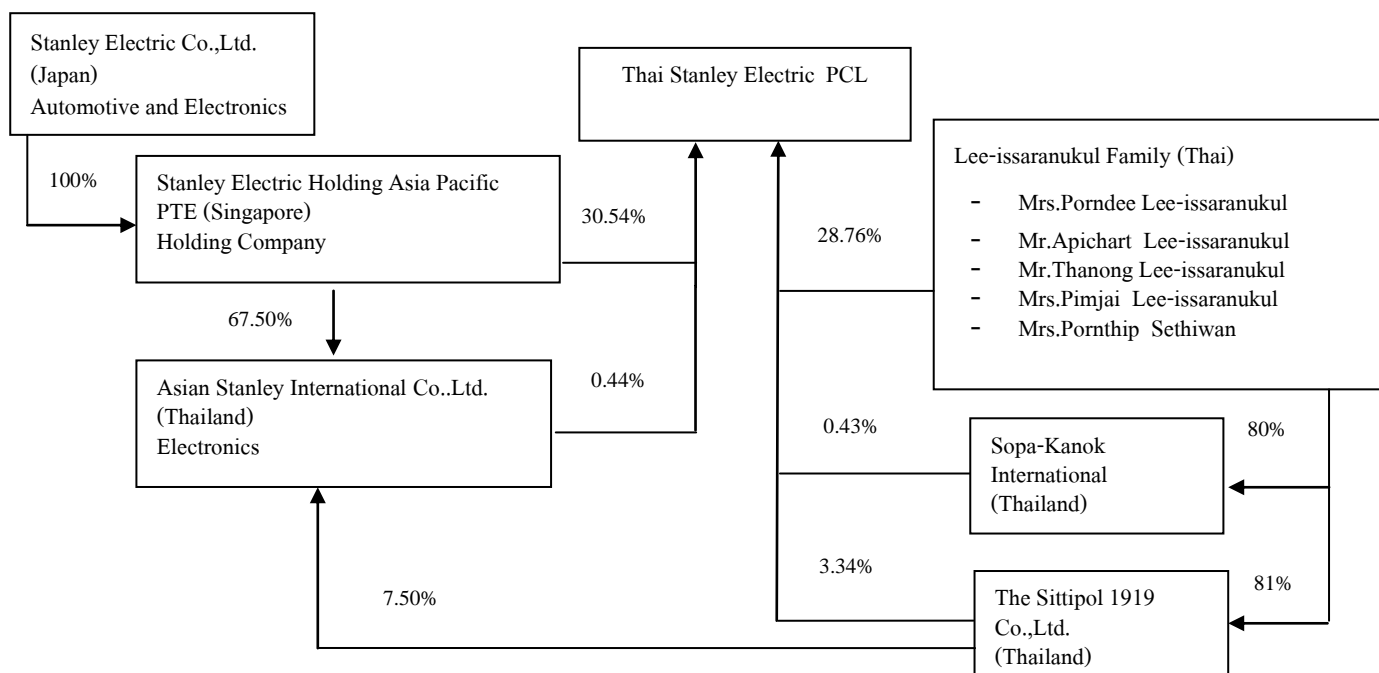 Stanley Electric Co.,Ltd.
(Japan)
Automotive and Electronics
Thai Stanley Electric PCL
100%
Stanley Electric Holding Asia Pacific
PTE (Singapore)
Holding Company
30.54%
28.76%
Lee-issaranukul Family (Thai)
- Mrs.Porndee Lee-issaranukul
- Mr.Apichart Lee-issaranukul
- Mr.Thanong Lee-issaranukul
- Mrs.Pimjai Lee-issaranukul
- Mrs.Pornthip Sethiwan
67.50%
Asian Stanley International Co..Ltd.
(Thailand)
Electronics
0.44%
0.43%
Sopa-Kanok
International
(Thailand)
80%
3.34%
7.50%
The Sittipol 1919
Co.,Ltd.
(Thailand)
81%